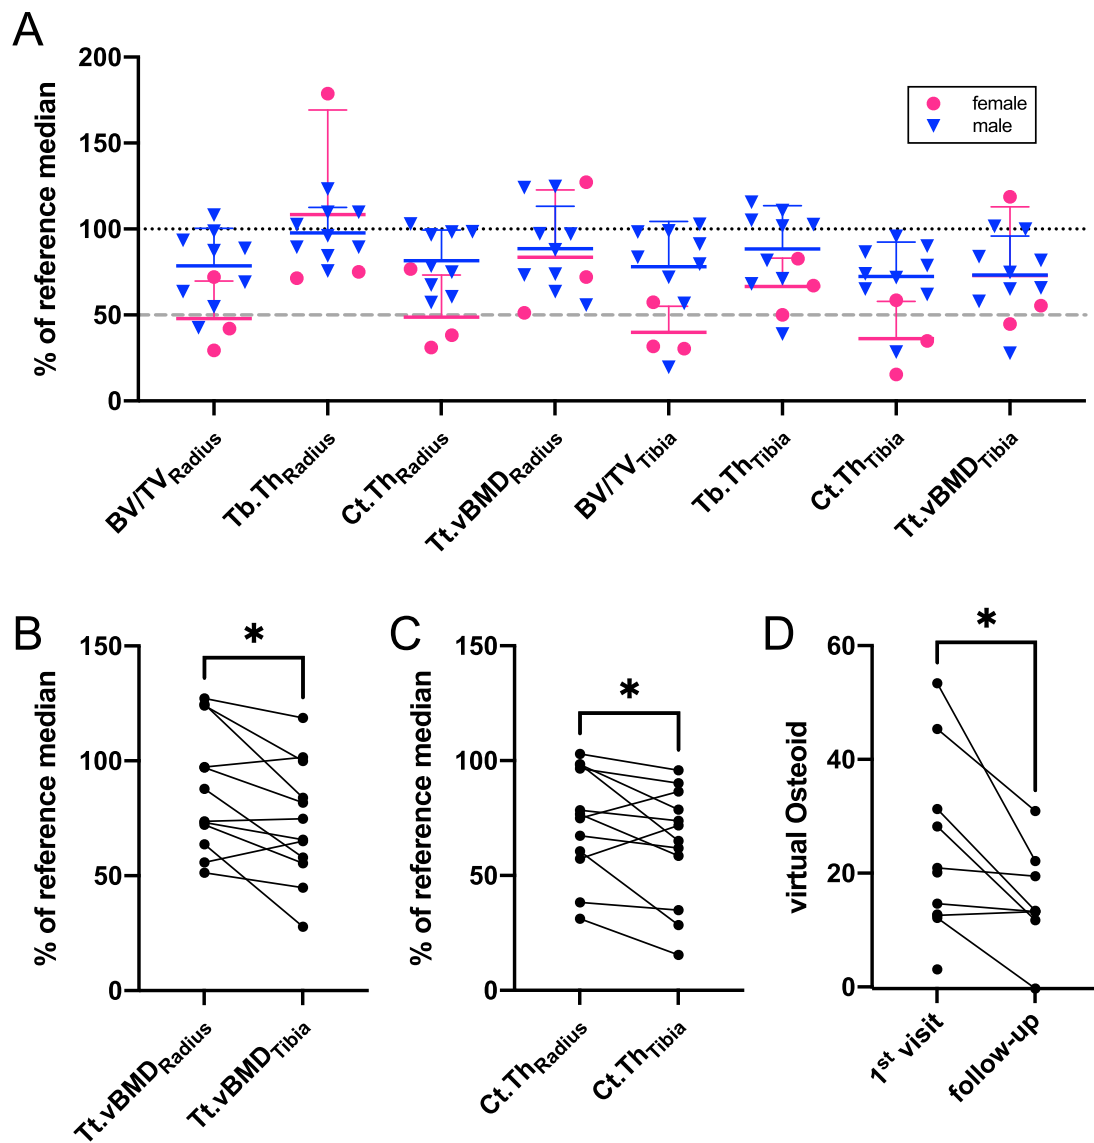 A
% of reference median
200
150
100
50
0
female
male
BV/TVRadius
Tb.ThRadius
Ct.ThRadius
Tt.vBMDRadius
BV/TVTibia
Tb.ThTibia
Ct.ThTibia
Tt.vBMDTibia
B
% of reference median
150
100
50
0
*
Tt.vBMDRadius
Tt.vBMDTibia
C
% of reference median
150
100
50
0
*
Ct.ThRadius
Ct.ThTibia
D
virtual Osteoid
60
40
20
0
*
1st visit
follow-up